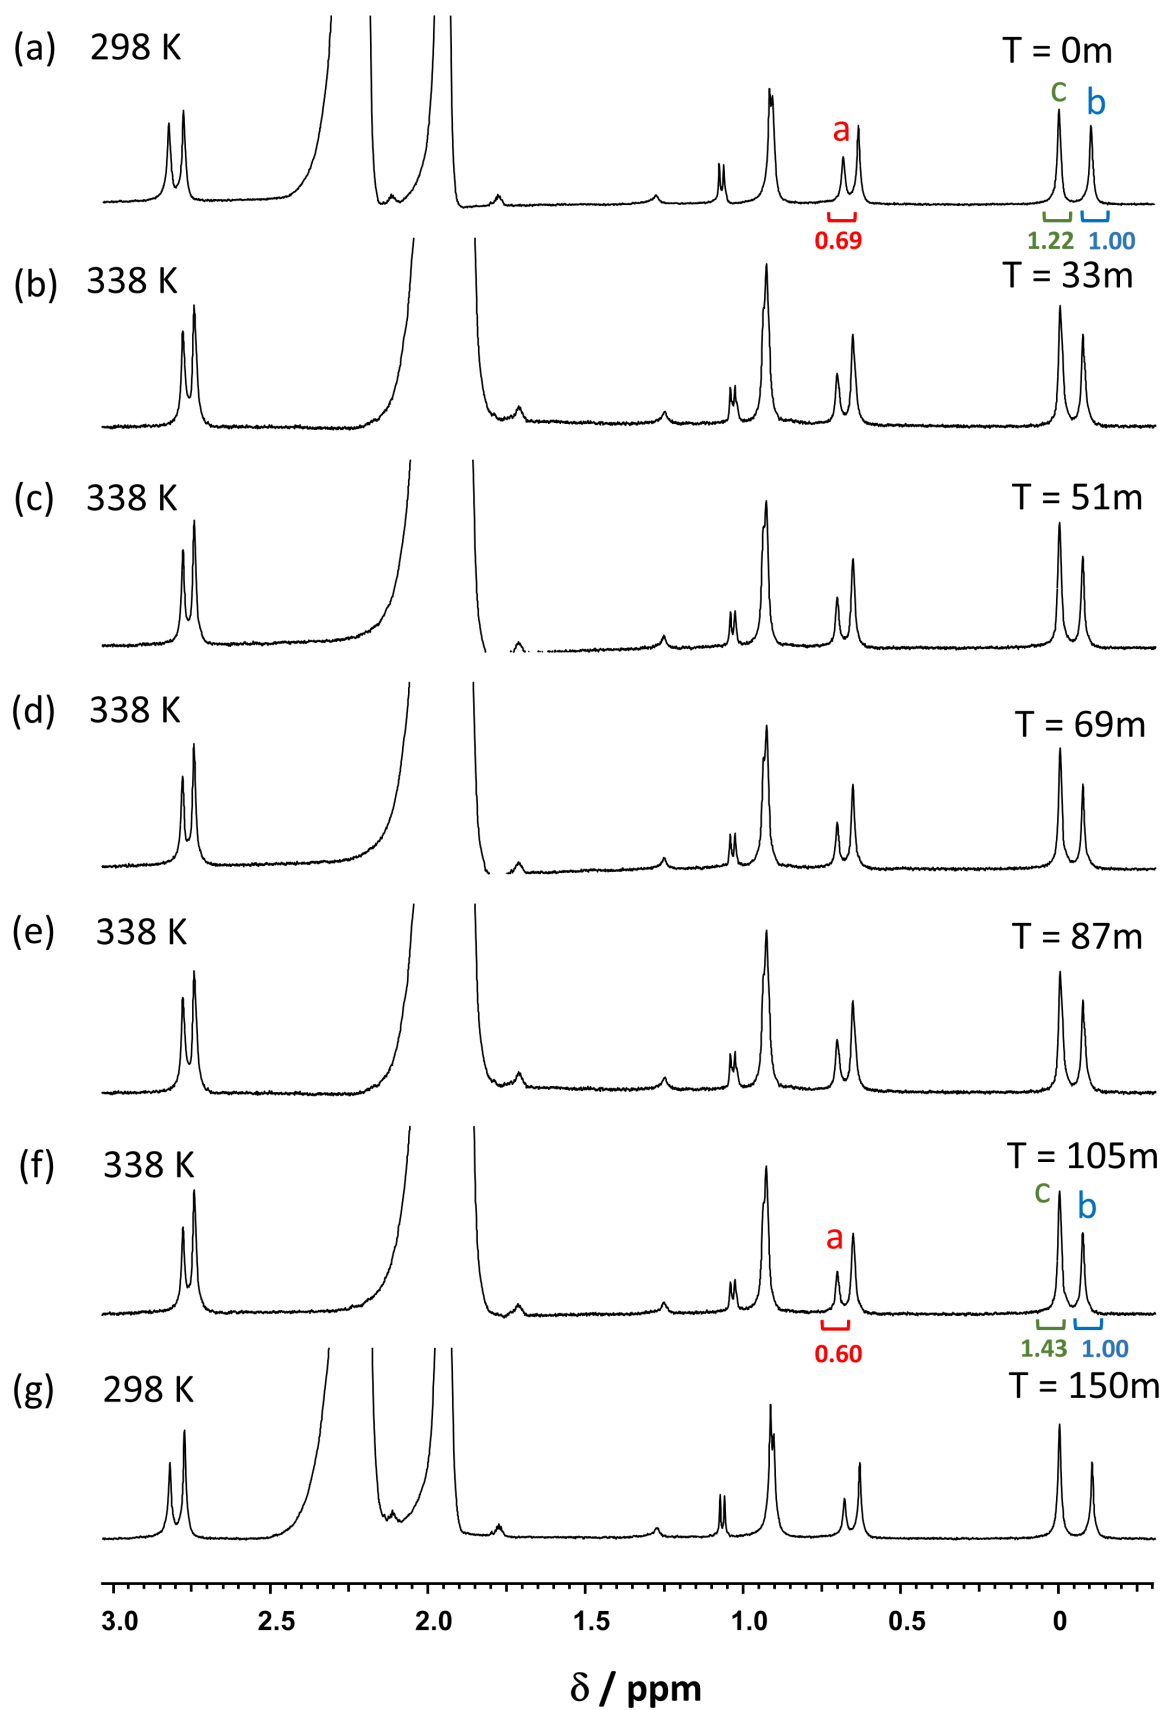 (a) 298 K T = 0m
c b
a
0.69 1.22 1.00
(b) 338 K T = 33m
(c) 338 K T = 51m
(d) 338 K T = 69m
(e) 338 K T = 87m
(f) 338 K T = 105m
c b
a
0.60 1.43 1.00
(g) 298 K T = 150m
3.0 2.5 2.0 1.5 1.0 0.5 0
δ / ppm